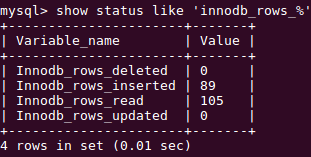 mysql> show status like 'innodb_rows_%'
+----------------------+-------+
| Variable_name        | Value |
+----------------------+-------+
| Innodb_rows_deleted  | 0     |
| Innodb_rows_inserted | 89    |
| Innodb_rows_read     | 105   |
| Innodb_rows_updated  | 0     |
+----------------------+-------+
4 rows in set (0.01 sec)